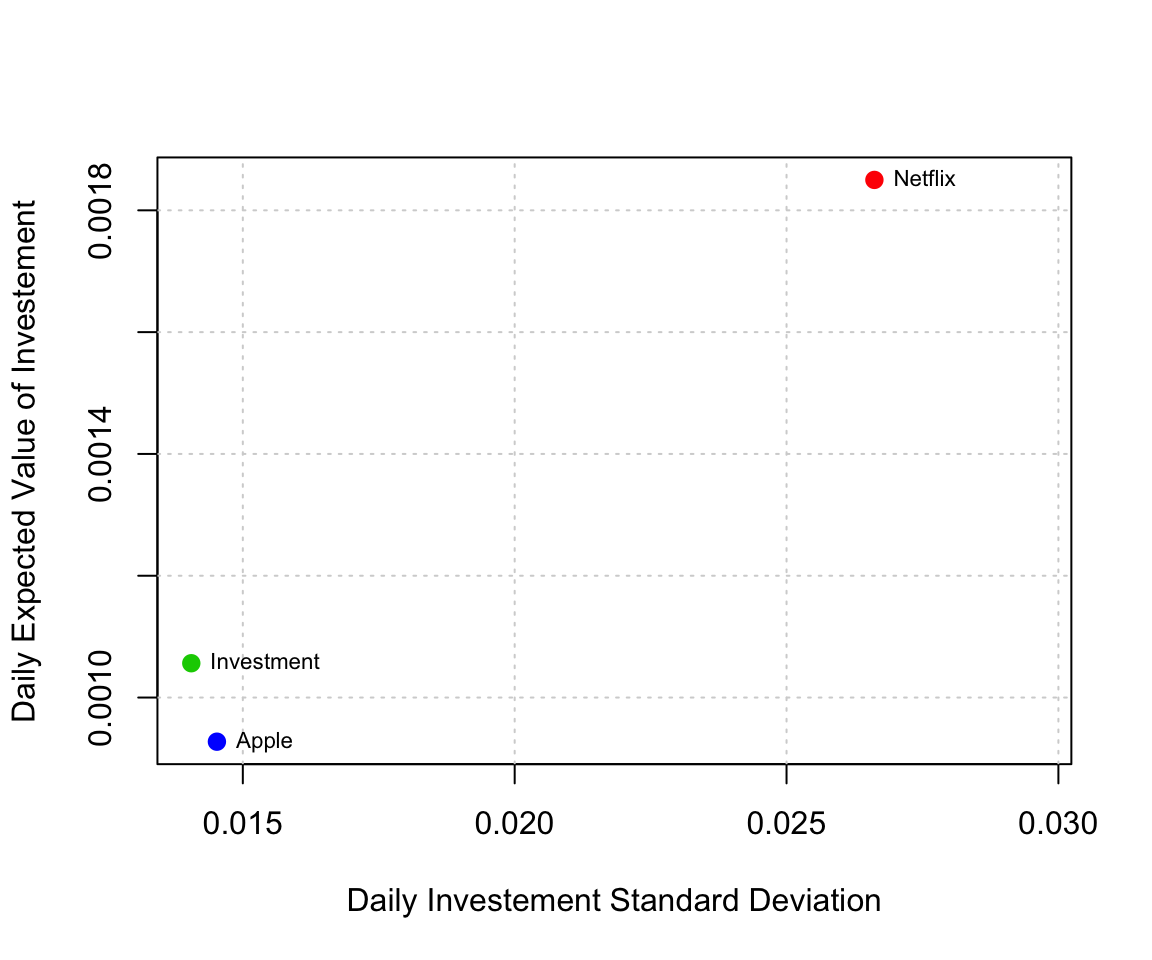 Daily Expected Value of Investement
0.0018
0.0014
0.0010
Netflix
Investment
Apple
0.015 0.020 0.025 0.030
Daily Investement Standard Deviation